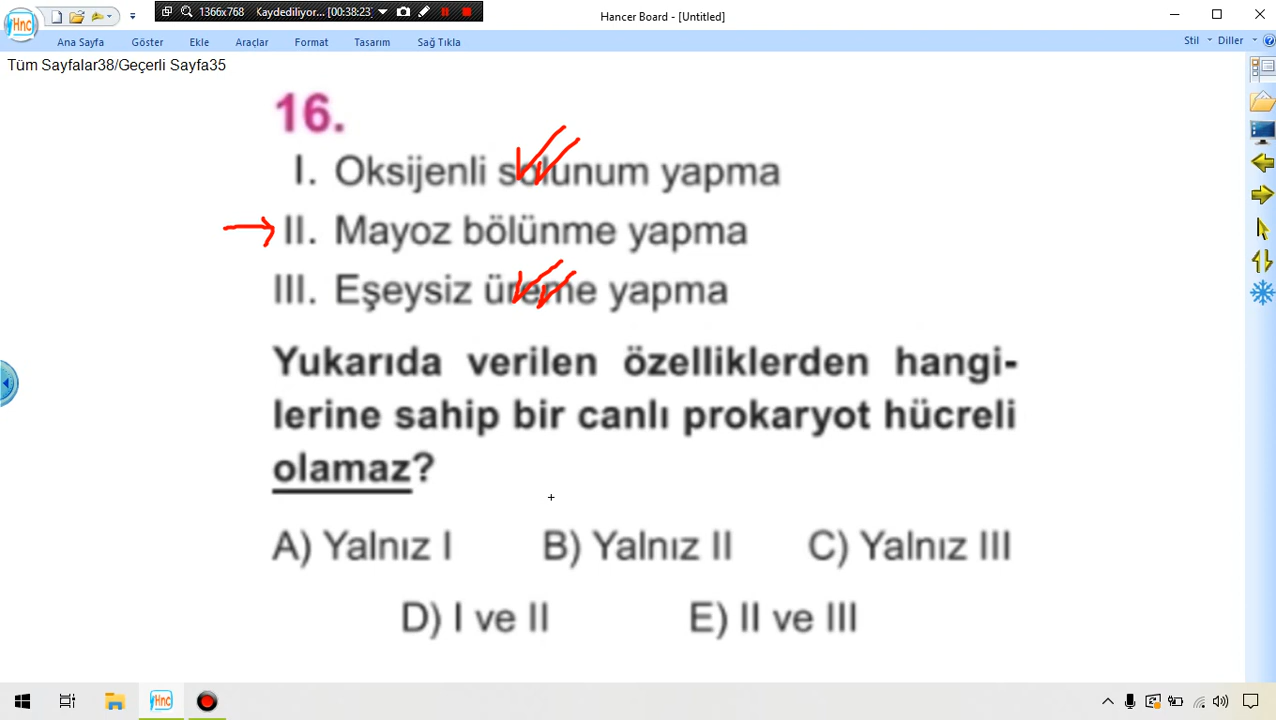 1366x768 Kaydediliyor... [00:38:23]
Hancer Board - [Untitled]
Hnc
Ana Sayfa Göster Ekle Araçlar Format Tasarım Sağ Tıkla Stil Diller
Tüm Sayfalar38/Geçerli Sayfa35
16.
I. Oksijenli solunum yapma
II. Mayoz bölünme yapma
III. Eşeysiz üreme yapma
Yukarıda verilen özelliklerden hangi-
lerine sahip bir canlı prokaryot hücreli
olamaz?
A) Yalnız I B) Yalnız II C) Yalnız III
D) I ve II E) II ve III
Hnc